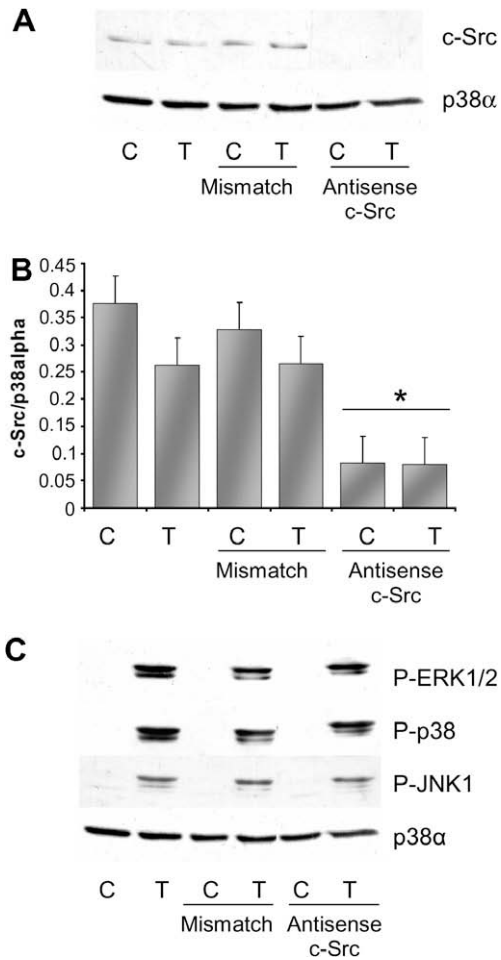 A
c-Src
p38α
C T C T C T
Mismatch Antisense
c-Src
B
c-Src/p38alpha
0.45
0.4
0.35
0.3
0.25
0.2
0.15
0.1
0.05
0
*
C T C T C T
Mismatch Antisense
c-Src
C
P-ERK1/2
P-p38
P-JNK1
p38α
C T C T C T
Mismatch Antisense
c-Src